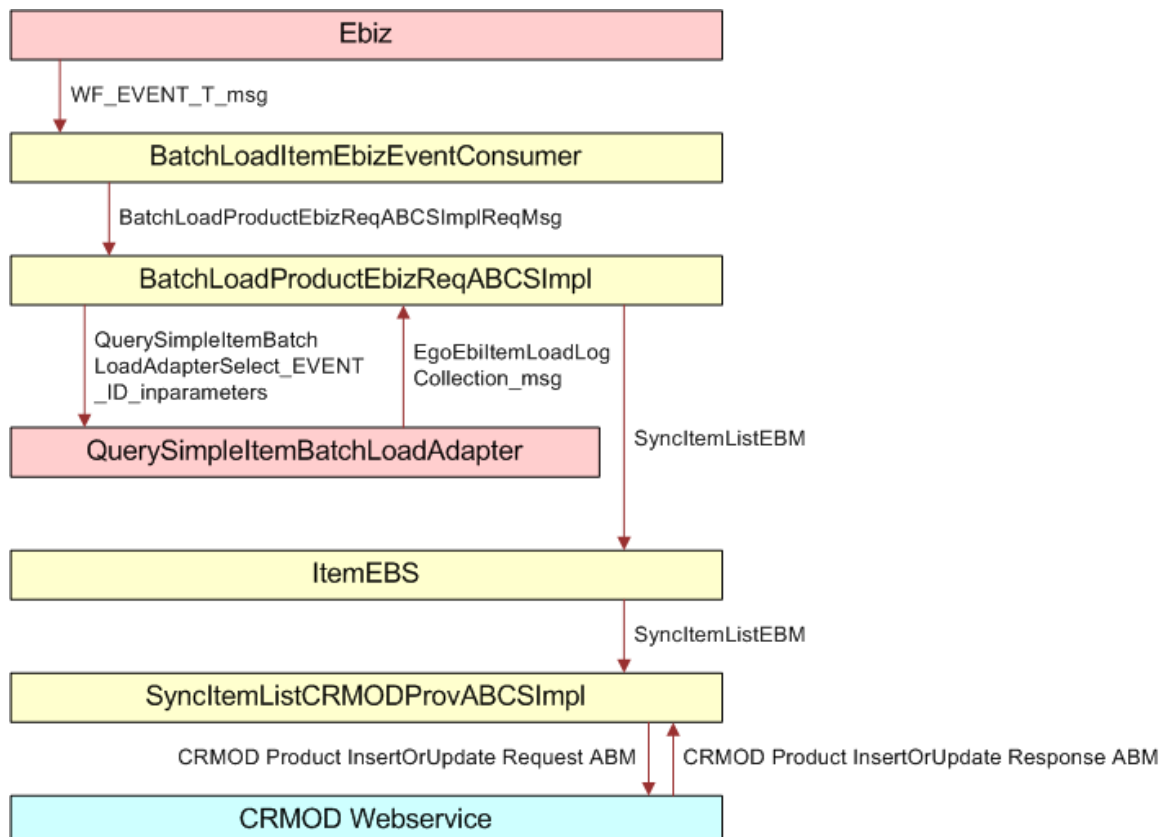 Ebiz
WF_EVENT_T_msg
BatchLoadItemEbizEventConsumer
BatchLoadProductEbizReqABCSImplReqMsg
BatchLoadProductEbizReqABCSImpl
QuerySimpleItemBatch
LoadAdapterSelect_EVENT
_ID_inparameters
EgoEbiItemLoadLog
Collection_msg
SyncItemListEBM
QuerySimpleItemBatchLoadAdapter
ItemEBS
SyncItemListEBM
SyncItemListCRMODProvABCSImpl
CRMOD Product InsertOrUpdate Request ABM
CRMOD Product InsertOrUpdate Response ABM
CRMOD Webservice